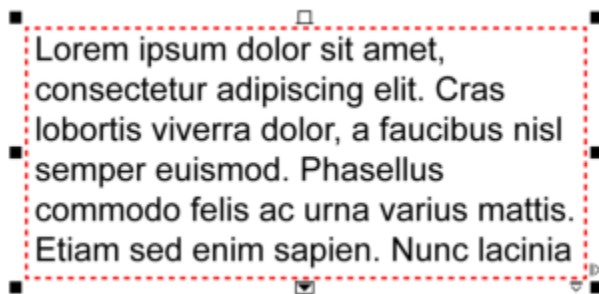 Lorem ipsum dolor sit amet,
consectetur adipiscing elit. Cras
lobortis viverra dolor, a faucibus nisl
semper euismod. Phasellus
commodo felis ac urna varius mattis.
Etiam sed enim sapien. Nunc lacinia